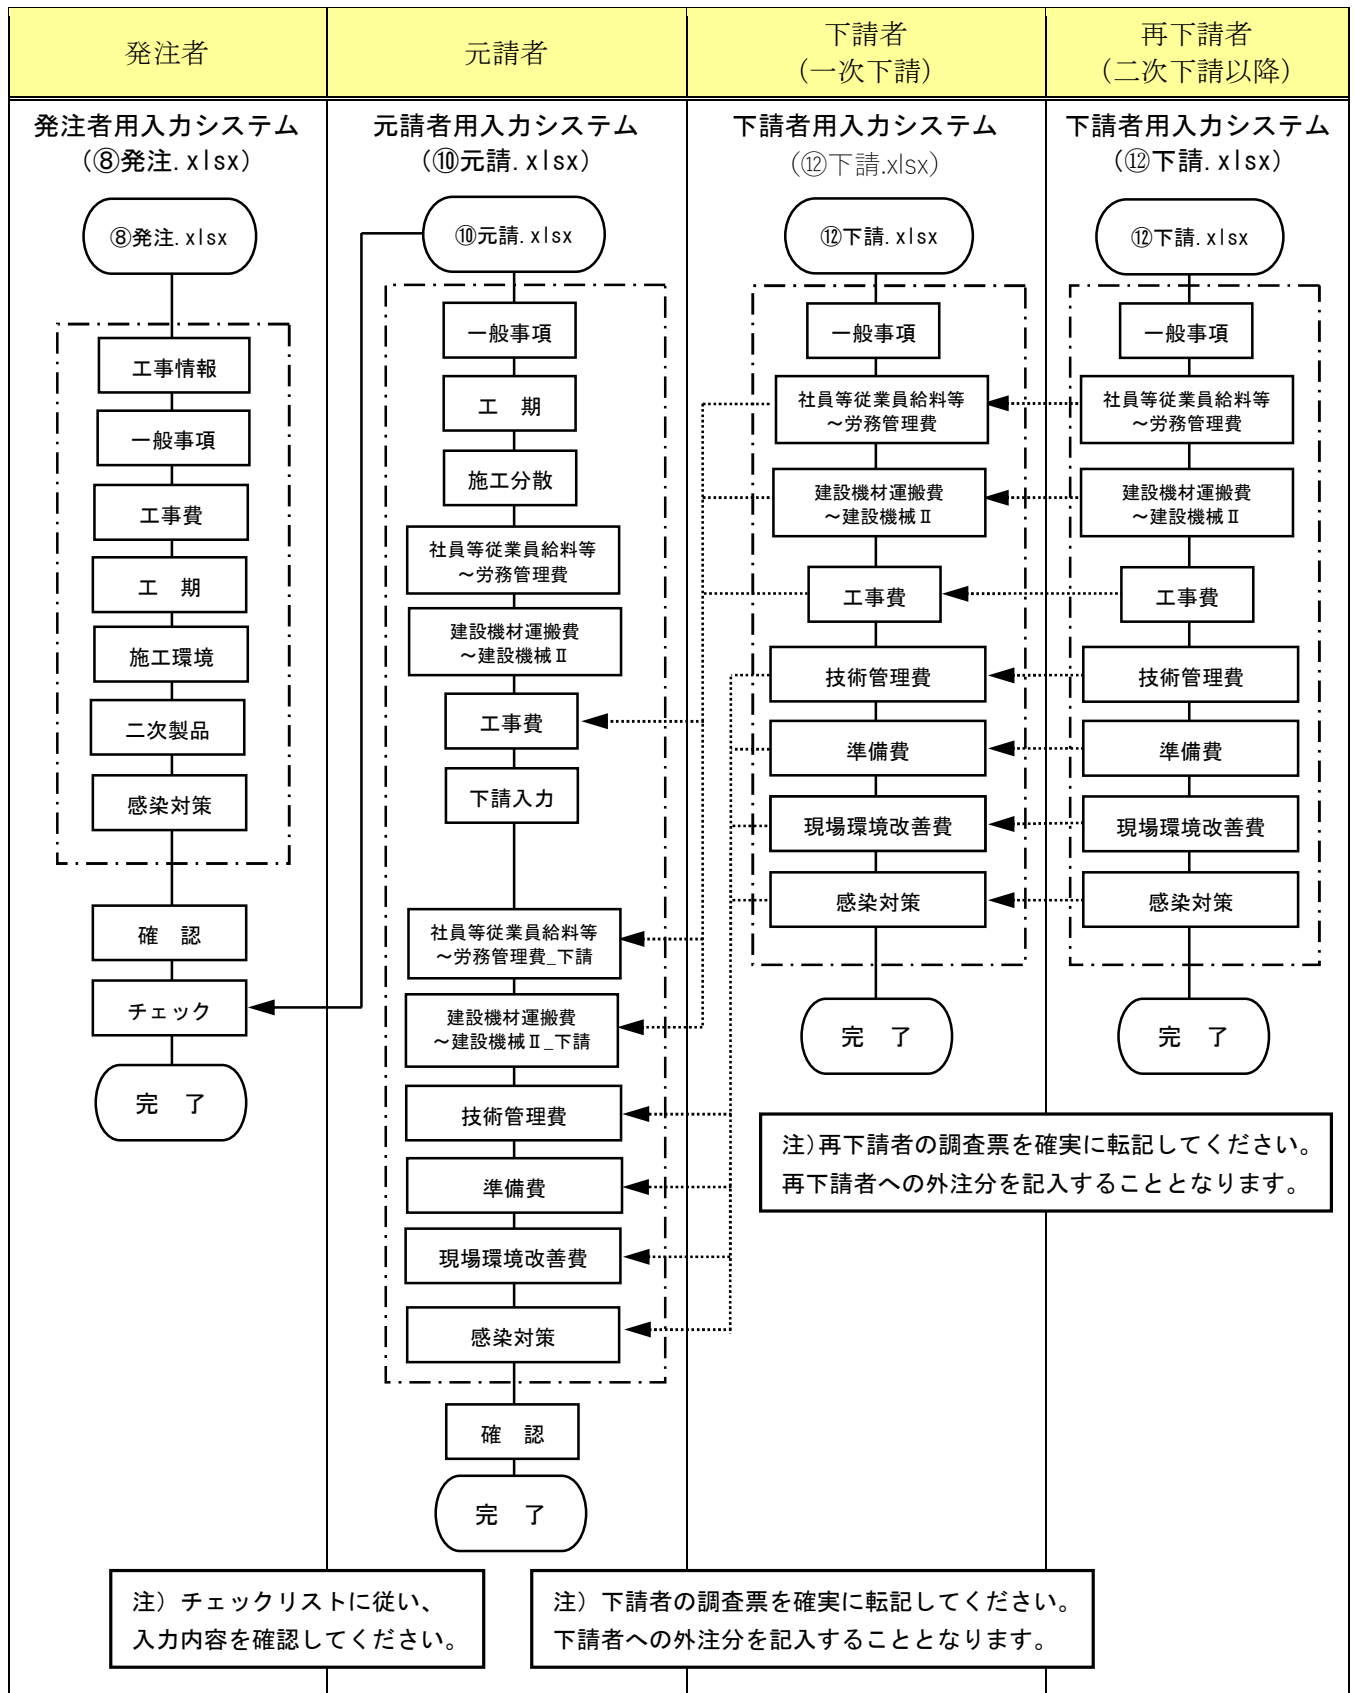 発注者
元請者
下請者
(一次下請)
再下請者
(二次下請以降)
発注者用入力システム
(⑧発注.xlsx)
⑧発注.xlsx
工事情報
一般事項
工事費
工　期
施工環境
二次製品
感染対策
確　認
チェック
完　了
元請者用入力システム
(⑩元請.xlsx)
⑩元請.xlsx
一般事項
工　期
施工分散
社員等従業員給料等
～労務管理費
建設機材運搬費
～建設機械Ⅱ
工事費
下請入力
社員等従業員給料等
～労務管理費_下請
建設機材運搬費
～建設機械Ⅱ_下請
技術管理費
準備費
現場環境改善費
感染対策
確　認
完　了
下請者用入力システム
(⑫下請.xlsx)
⑫下請.xlsx
一般事項
社員等従業員給料等
～労務管理費
建設機材運搬費
～建設機械Ⅱ
工事費
技術管理費
準備費
現場環境改善費
感染対策
完　了
下請者用入力システム
(⑫下請.xlsx)
⑫下請.xlsx
一般事項
社員等従業員給料等
～労務管理費
建設機材運搬費
～建設機械Ⅱ
工事費
技術管理費
準備費
現場環境改善費
感染対策
完　了
注)再下請者の調査票を確実に転記してください。
再下請者への外注分を記入することとなります。
注) チェックリストに従い、
入力内容を確認してください。
注) 下請者の調査票を確実に転記してください。
下請者への外注分を記入することとなります。